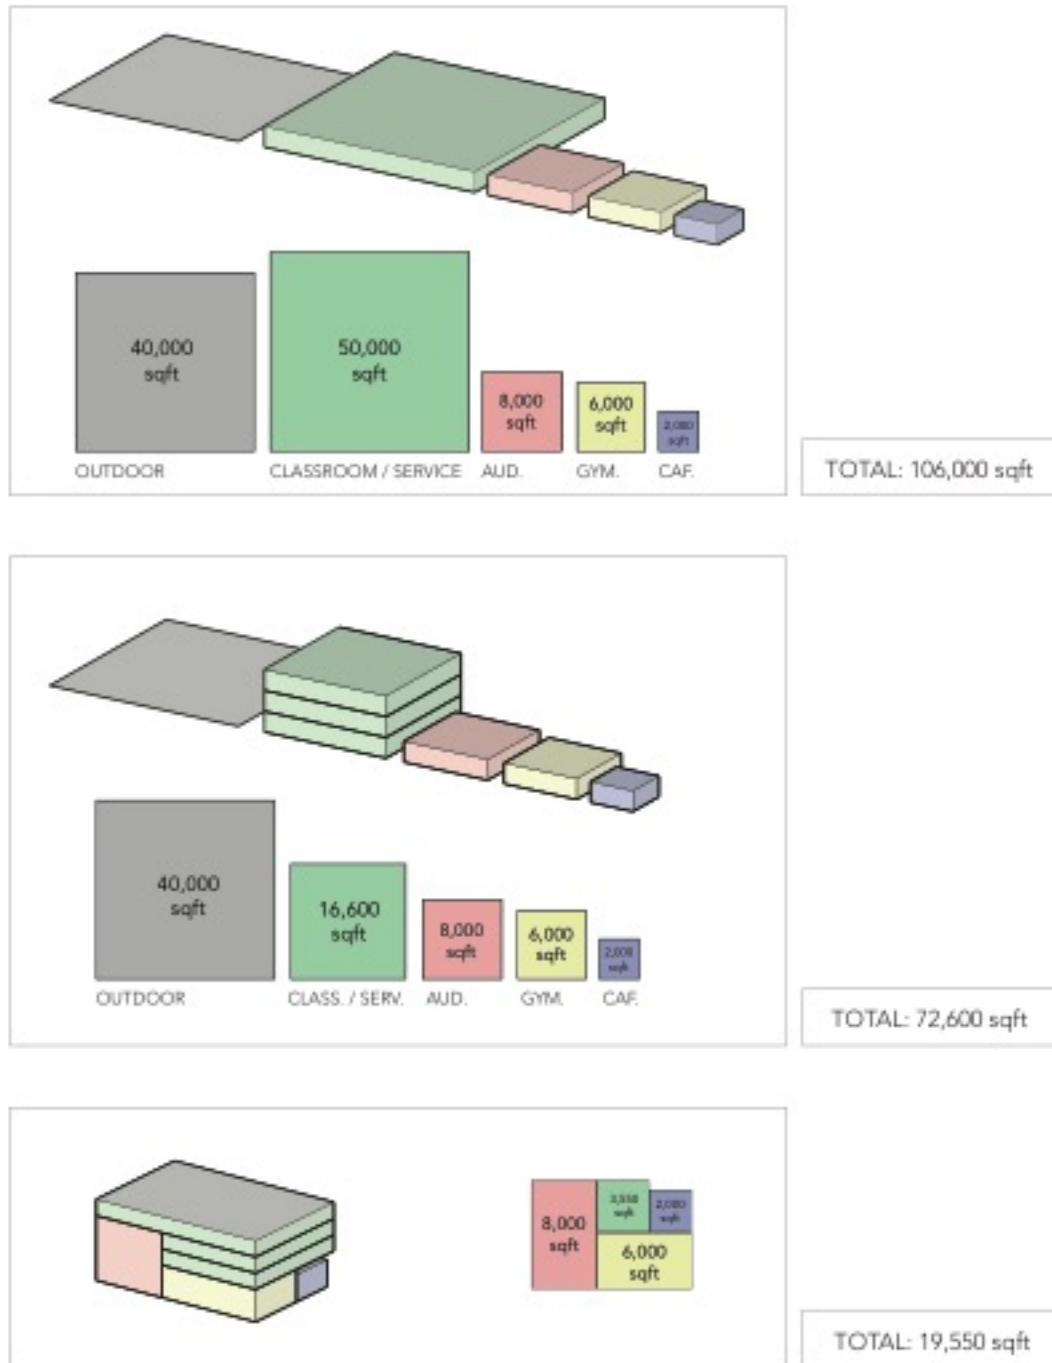 40,000
sqft
50,000
sqft
8,000
sqft
6,000
sqft
2,000
sqft
OUTDOOR
CLASSROOM / SERVICE
AUD.
GYM.
CAF.
TOTAL: 106,000 sqft
40,000
sqft
16,600
sqft
8,000
sqft
6,000
sqft
2,000
sqft
OUTDOOR
CLASS. / SERV.
AUD.
GYM.
CAF.
TOTAL: 72,600 sqft
8,000
sqft
3,550
sqft
2,000
sqft
6,000
sqft
TOTAL: 19,550 sqft